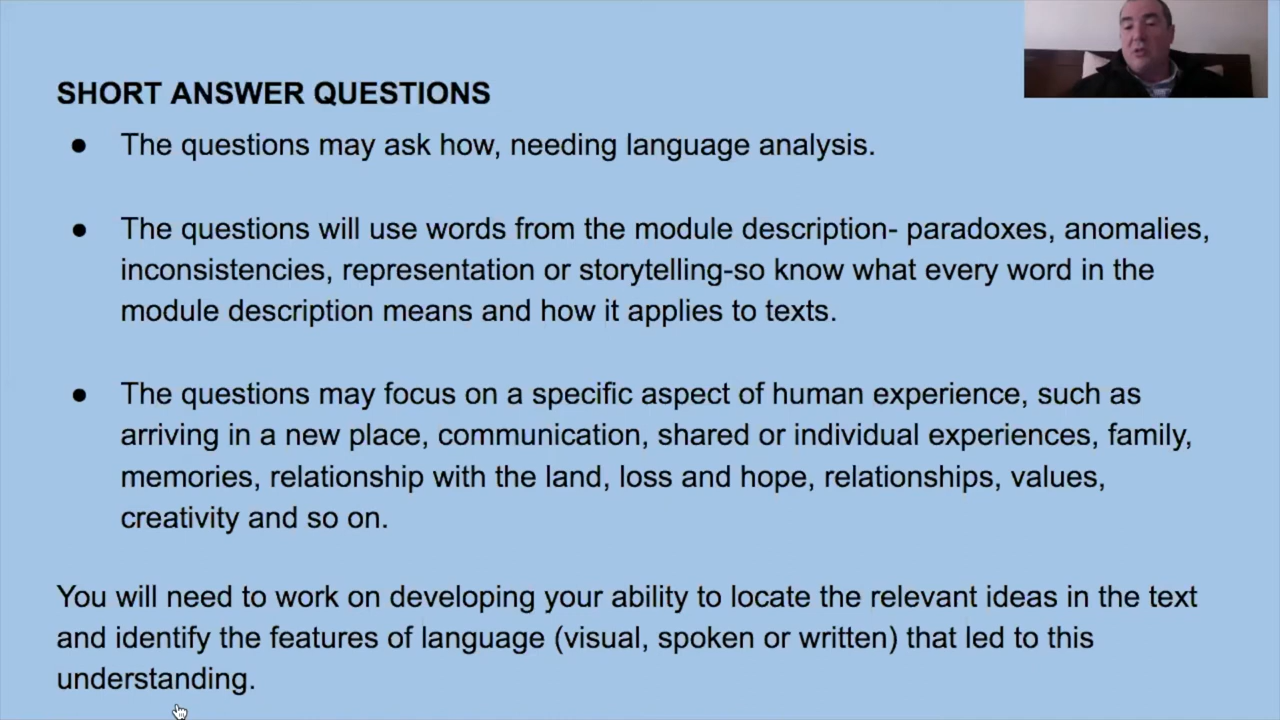 SHORT ANSWER QUESTIONS
● The questions may ask how, needing language analysis.
● The questions will use words from the module description- paradoxes, anomalies,
inconsistencies, representation or storytelling-so know what every word in the
module description means and how it applies to texts.
● The questions may focus on a specific aspect of human experience, such as
arriving in a new place, communication, shared or individual experiences, family,
memories, relationship with the land, loss and hope, relationships, values,
creativity and so on.
You will need to work on developing your ability to locate the relevant ideas in the text
and identify the features of language (visual, spoken or written) that led to this
understanding.